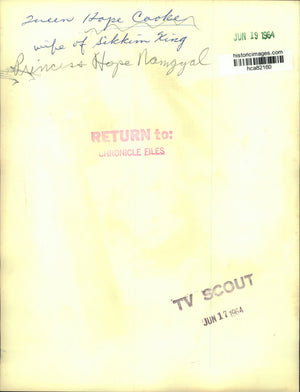 Queen Hope Cooke
wife of Sikkim King
Princess Hope Namgyal
JUN 19 1964
historicimages.com
hca82160
RETURN to:
CHRONICLE FILES
TV SCOUT
JUN 17 1964